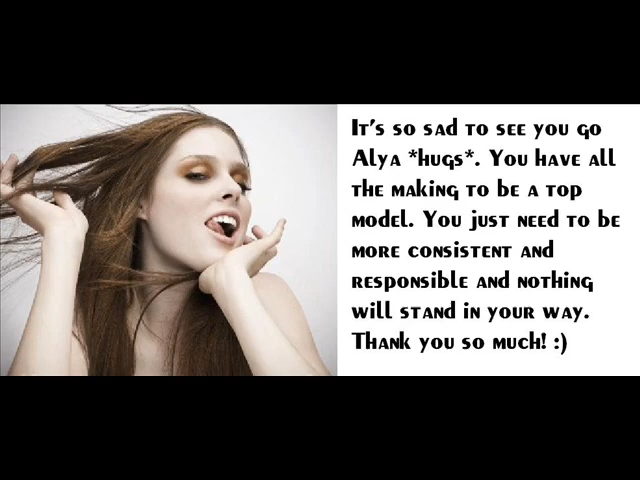 It's so sad to see you go
Alya *hugs*. You have all
the making to be a top
model. You just need to be
more consistent and
responsible and nothing
will stand in your way.
Thank you so much! :)